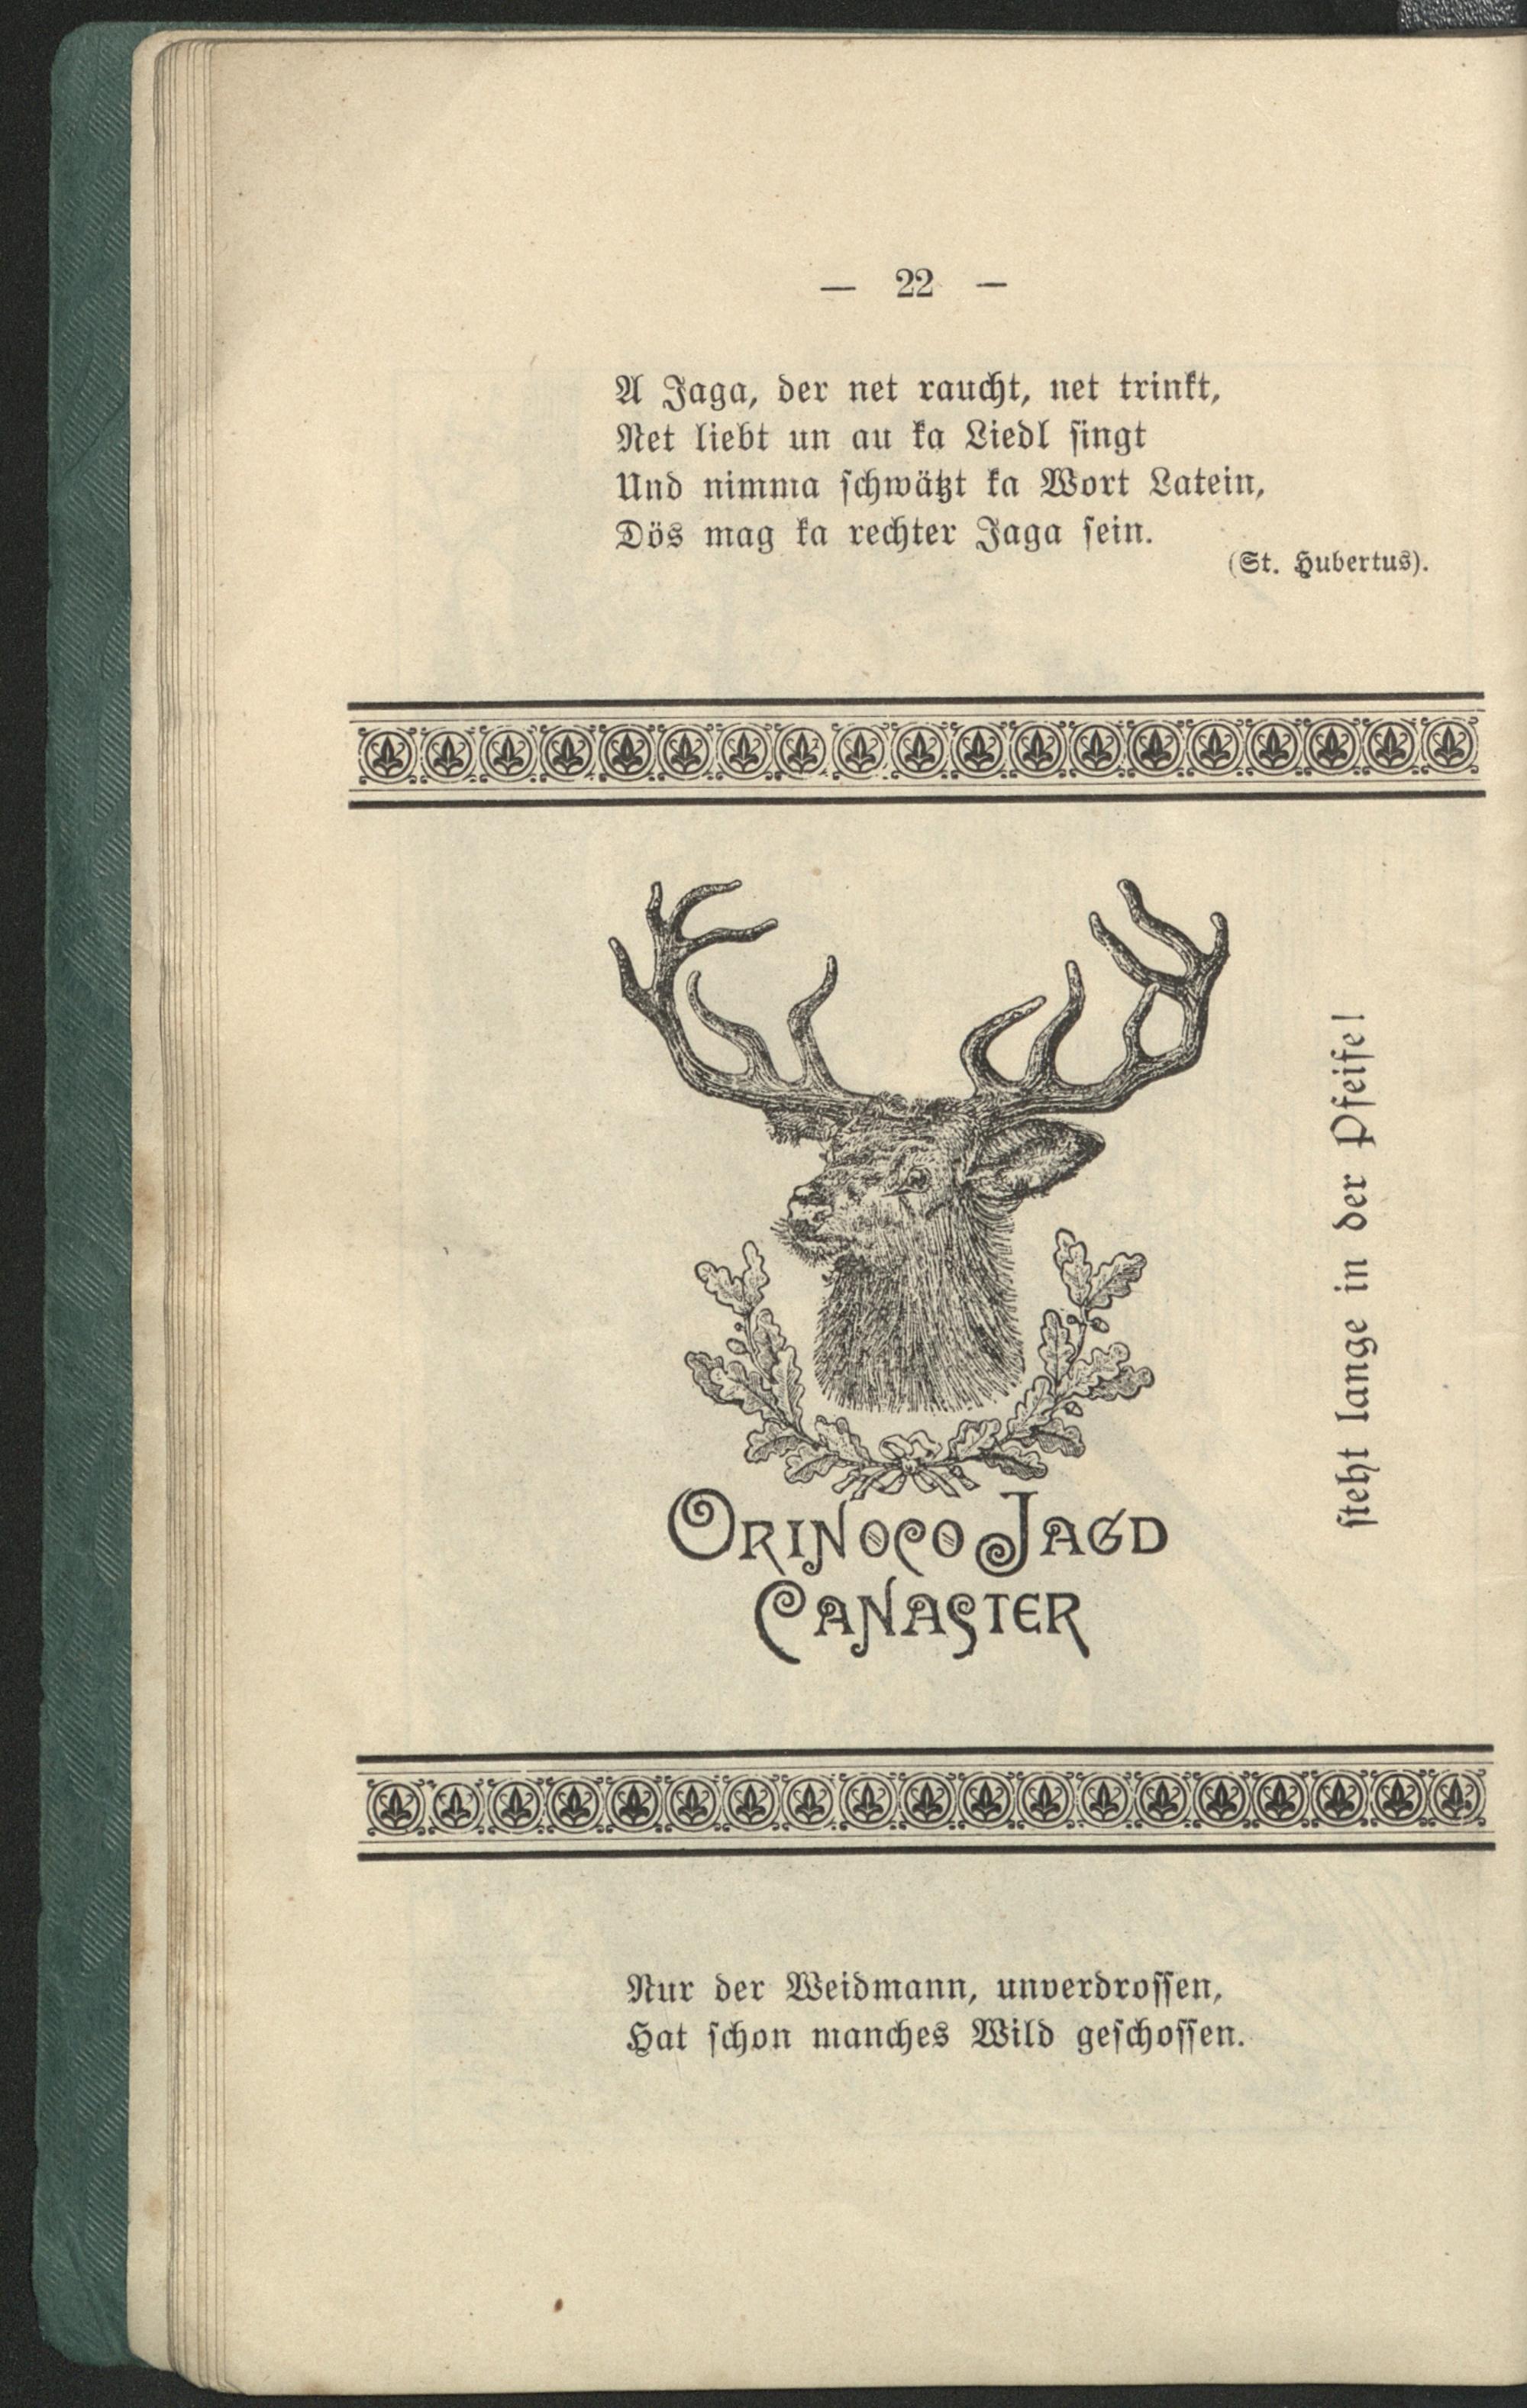 — 22 —
A Jaga, der net raucht, net trinkt,
Net liebt un au ka Liedl singt
Und nimma schwätzt ka Wort Latein,
Dös mag ka rechter Jaga sein.
(St. Hubertus).
ORINOCO JAGD
CANASTER
steht lange in der Pfeife!
Nur der Weidmann, unverdrossen,
Hat schon manches Wild geschossen.